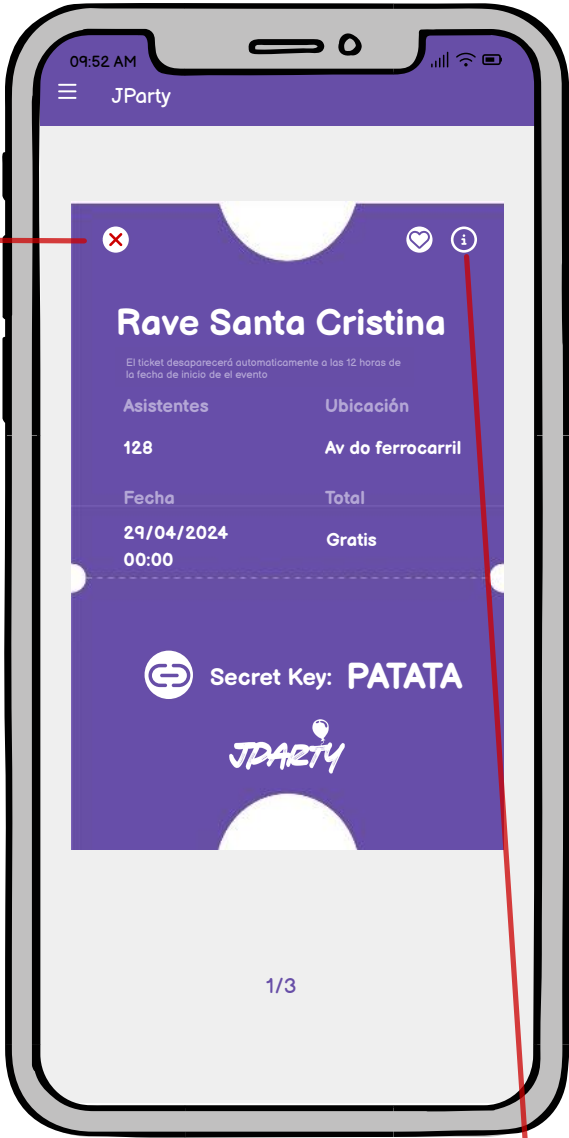 09:52 AM
JParty
Rave Santa Cristina
El ticket desaparecerá automaticamente a las 12 horas de
la fecha de inicio de el evento
Asistentes
Ubicación
128
Av do ferrocarril
Fecha
Total
29/04/2024
00:00
Gratis
Secret Key: PATATA
JPARTY
1/3